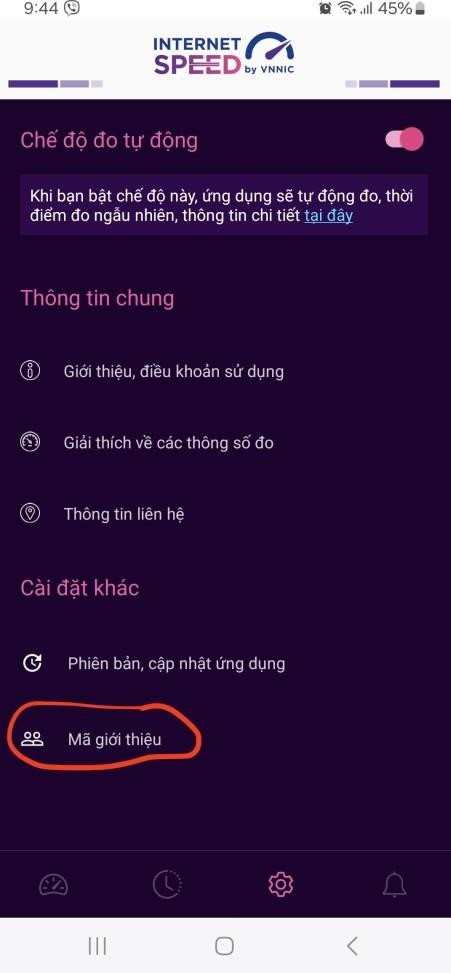 9:44
45%
INTERNET
SPEED by VNNIC
Chế độ đo tự động
Khi bạn bật chế độ này, ứng dụng sẽ tự động đo, thời
điểm đo ngẫu nhiên, thông tin chi tiết tại đây
Thông tin chung
Giới thiệu, điều khoản sử dụng
Giải thích về các thông số đo
Thông tin liên hệ
Cài đặt khác
Phiên bản, cập nhật ứng dụng
Mã giới thiệu